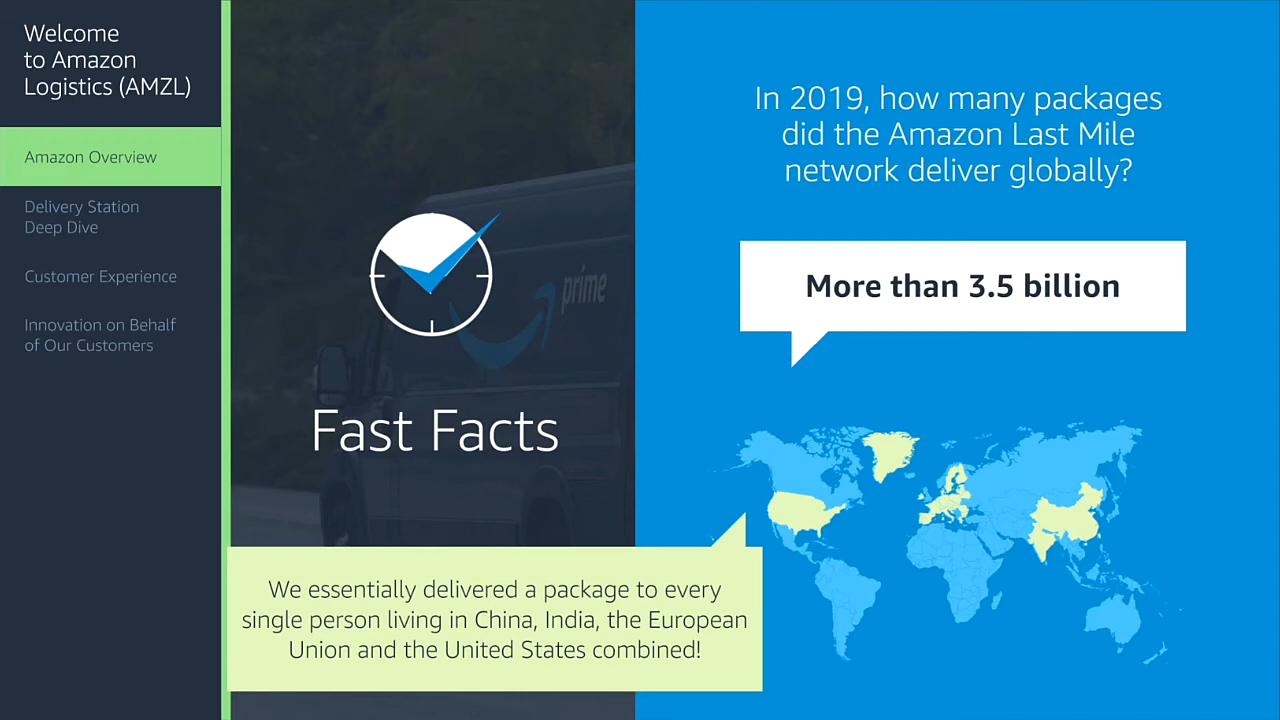 Welcome
to Amazon
Logistics (AMZL)
Amazon Overview
Delivery Station
Deep Dive
Customer Experience
Innovation on Behalf
of Our Customers
prime
Fast Facts
In 2019, how many packages
did the Amazon Last Mile
network deliver globally?
More than 3.5 billion
We essentially delivered a package to every
single person living in China, India, the European
Union and the United States combined!